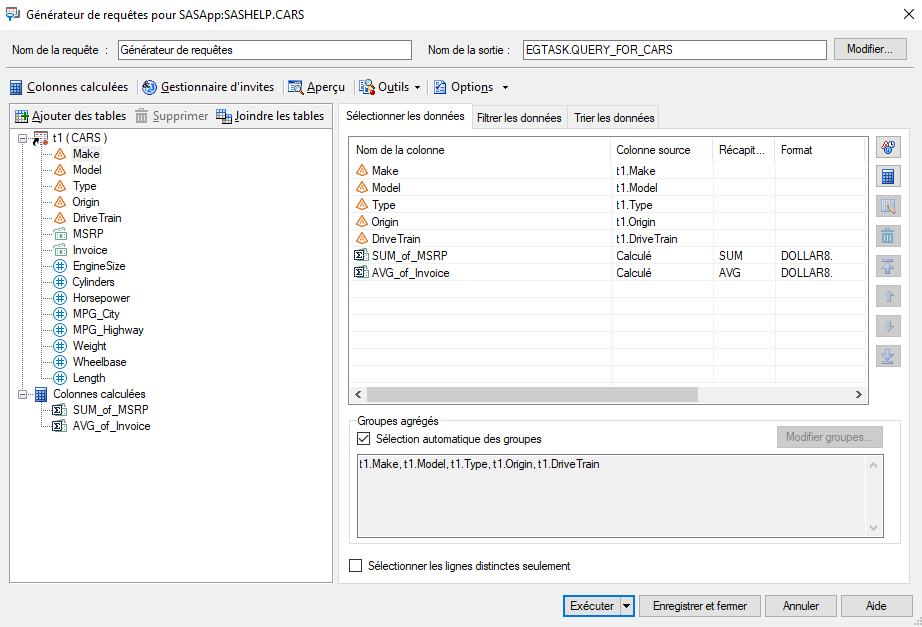 Générateur de requêtes pour SASApp:SASHELP.CARS
Nom de la requête : Générateur de requêtes Nom de la sortie : EGTASK.QUERY_FOR_CARS Modifier...
Colonnes calculées Gestionnaire d'invites Aperçu Outils Options
Ajouter des tables Supprimer Joindre les tables
t1 ( CARS )
Make
Model
Type
Origin
DriveTrain
MSRP
Invoice
EngineSize
Cylinders
Horsepower
MPG_City
MPG_Highway
Weight
Wheelbase
Length
Colonnes calculées
SUM_of_MSRP
AVG_of_Invoice
Sélectionner les données Filtrer les données Trier les données
Nom de la colonne Colonne source Récapit... Format
Make t1.Make
Model t1.Model
Type t1.Type
Origin t1.Origin
DriveTrain t1.DriveTrain
SUM_of_MSRP Calculé SUM DOLLAR8.
AVG_of_Invoice Calculé AVG DOLLAR8.
Groupes agrégés
Sélection automatique des groupes Modifier groupes...
t1.Make, t1.Model, t1.Type, t1.Origin, t1.DriveTrain
Sélectionner les lignes distinctes seulement
Exécuter Enregistrer et fermer Annuler Aide